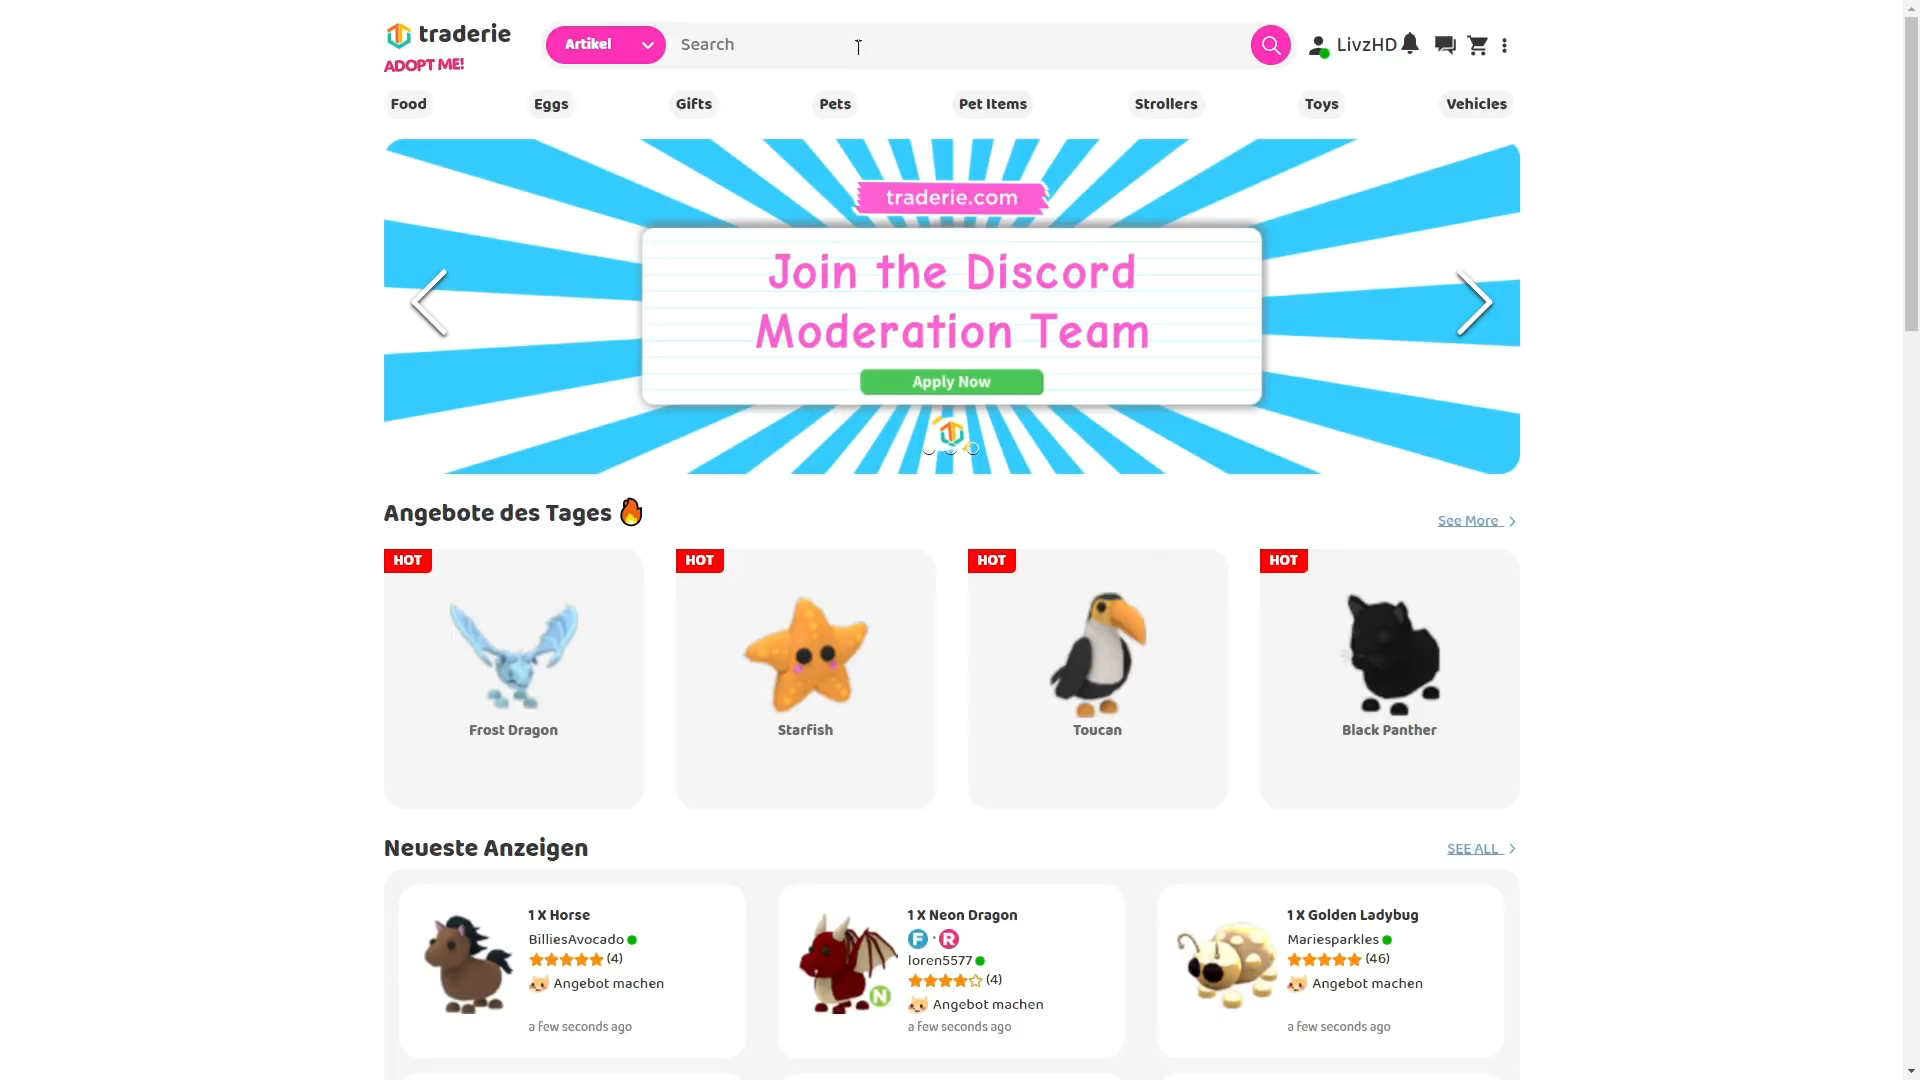 traderie
ADOPT ME!
Artikel
Search
LivzHD
Food
Eggs
Gifts
Pets
Pet Items
Strollers
Toys
Vehicles
traderie.com
Join the Discord
Moderation Team
Apply Now
Angebote des Tages
See More
HOT
HOT
HOT
HOT
Frost Dragon
Starfish
Toucan
Black Panther
Neueste Anzeigen
SEE ALL
1 X Horse
BilliesAvocado
(4)
Angebot machen
a few seconds ago
1 X Neon Dragon
F · R
loren5577
(4)
N
Angebot machen
a few seconds ago
1 X Golden Ladybug
Mariesparkles
(46)
Angebot machen
a few seconds ago